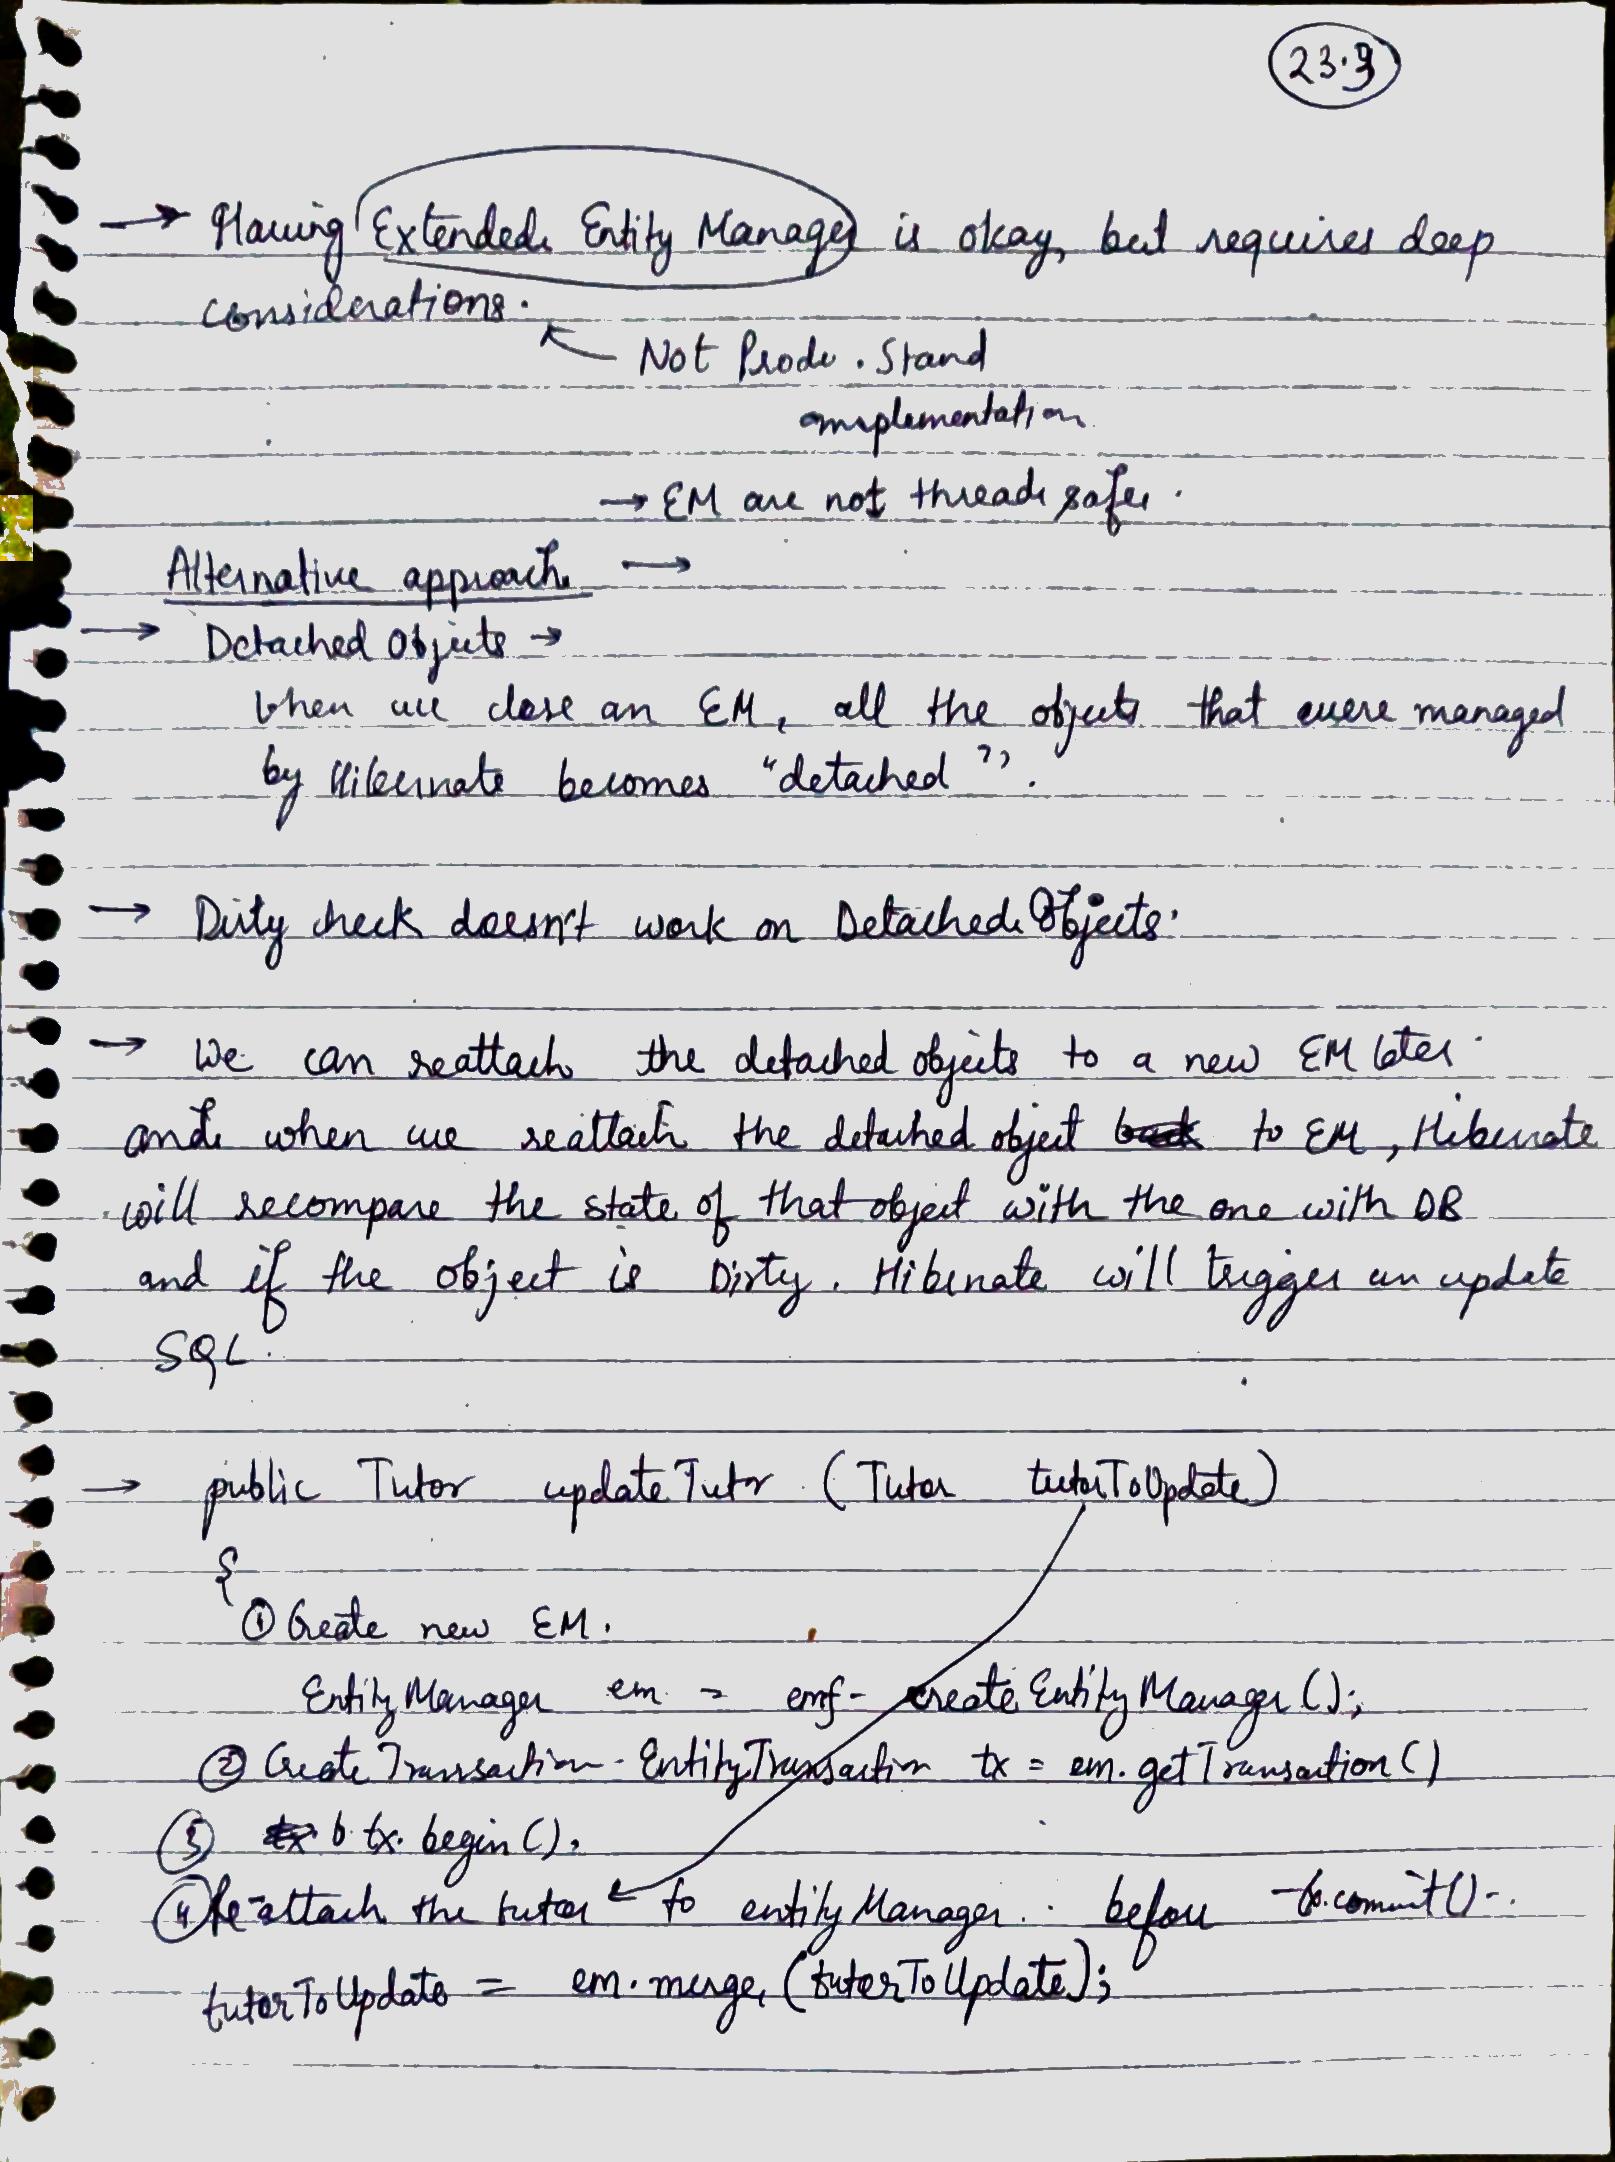 23.9
→ Having Extended Entity Manager is okay, but requires deep
considerations.
Not Prod. Stand
implementation
→ EM are not thread safe.
Alternative approach →
→ Detached Objects →
When we close an EM, all the objects that were managed
by Hibernate becomes "detached".
→ Dirty check doesn't work on Detached Objects.
→ We can reattach the detached objects to a new EM later
and when we reattach the detached object back to EM, Hibernate
will recompare the state of that object with the one with DB
and if the object is Dirty. Hibernate will trigger an update
SQL.
→ public Tutor updateTutor (Tutor tutorToUpdate)
{
① Create new EM.
EntityManager em = emf. createEntityManager();
② Create Transaction - EntityTransaction tx = em.getTransaction()
③ tx. b. tx. begin();
④ Re-attach the tutor to entityManager.. before tx.commit().
tutorToUpdate = em.merge(tutorToUpdate);